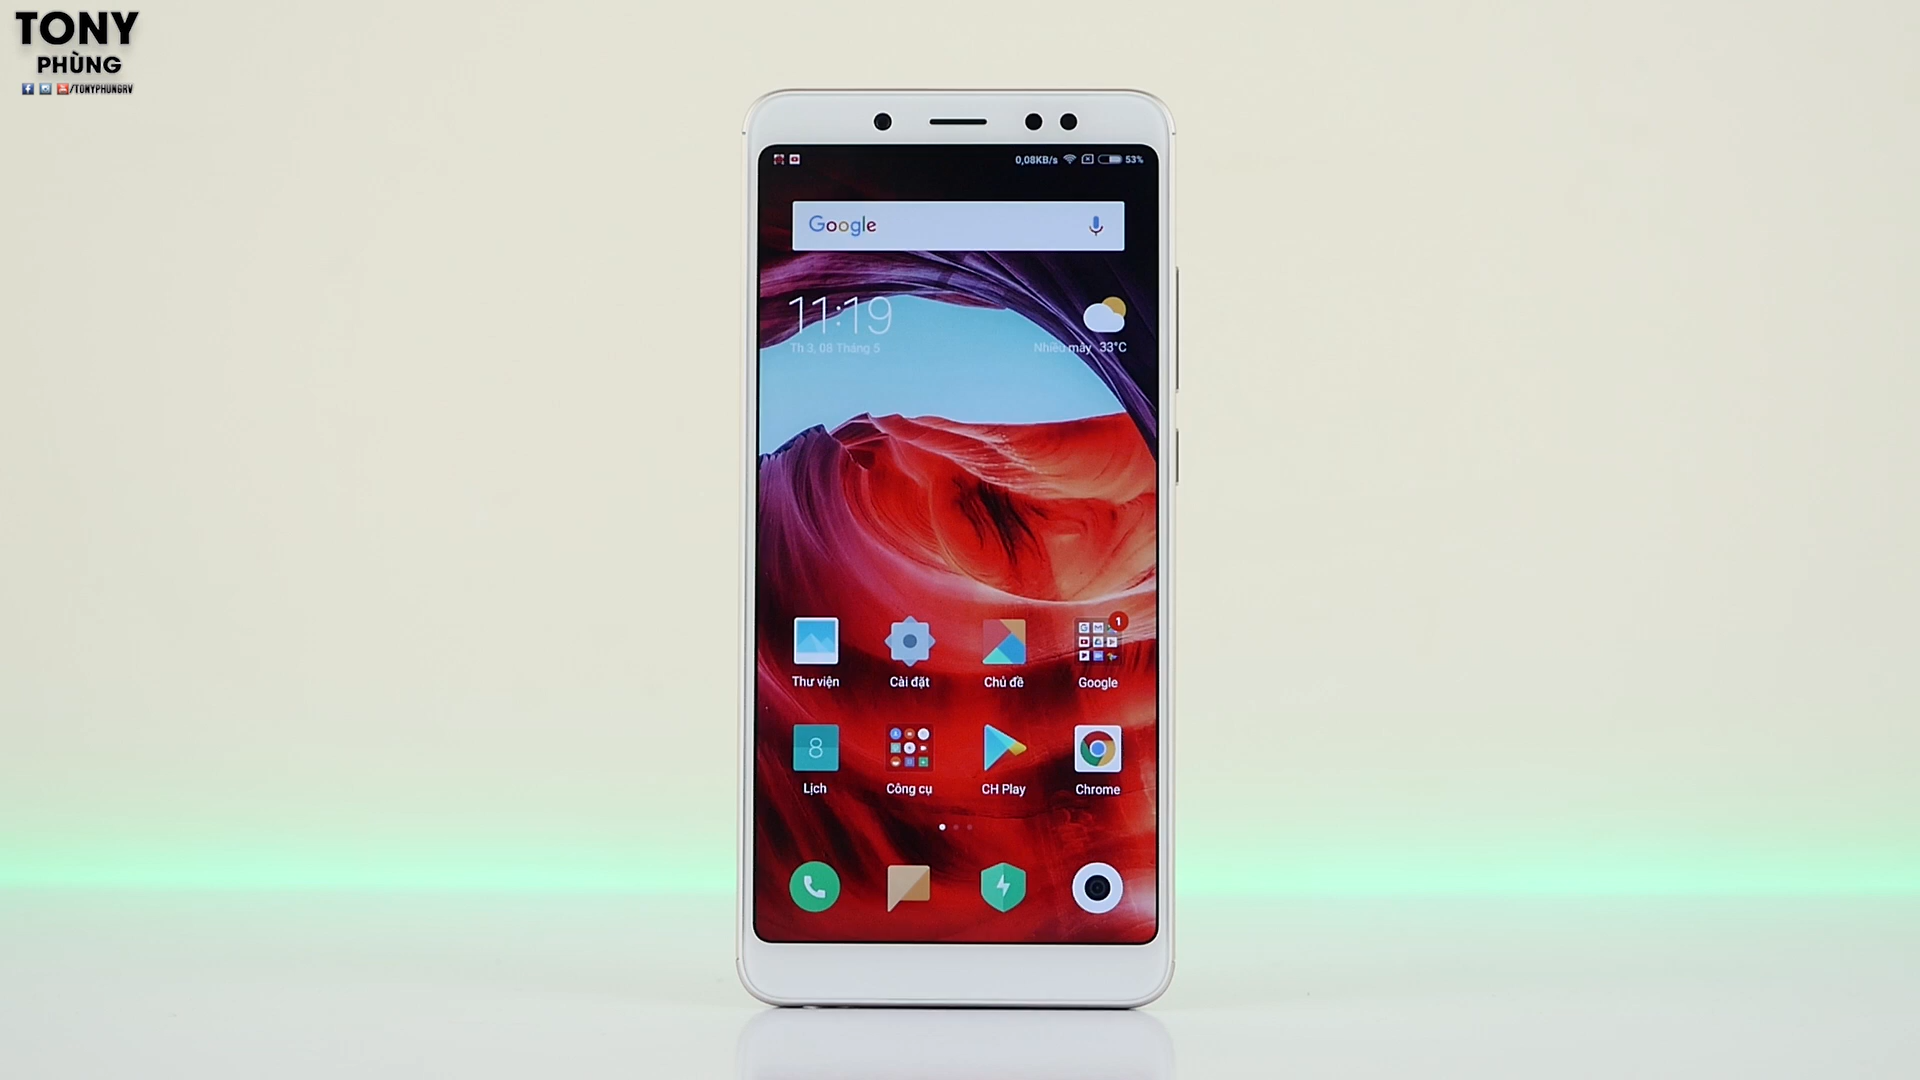 TONY
PHÙNG
/TONYPHUNGRV
0,08KB/s 53%
Google
11:19
Th 3, 08 Tháng 5
Nhiều mây 33°C
1
Thư viện Cài đặt Chủ đề Google
8
Lịch Công cụ CH Play Chrome